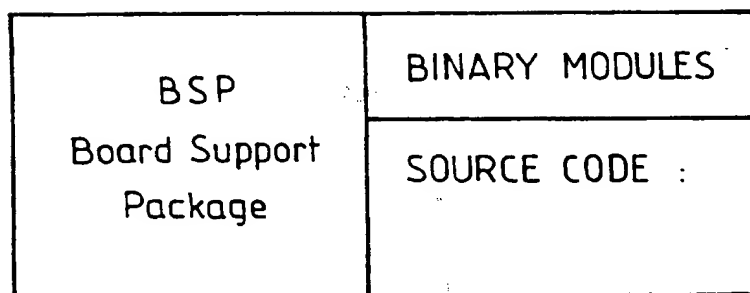 BSP
Board Support
Package
BINARY MODULES
SOURCE CODE :